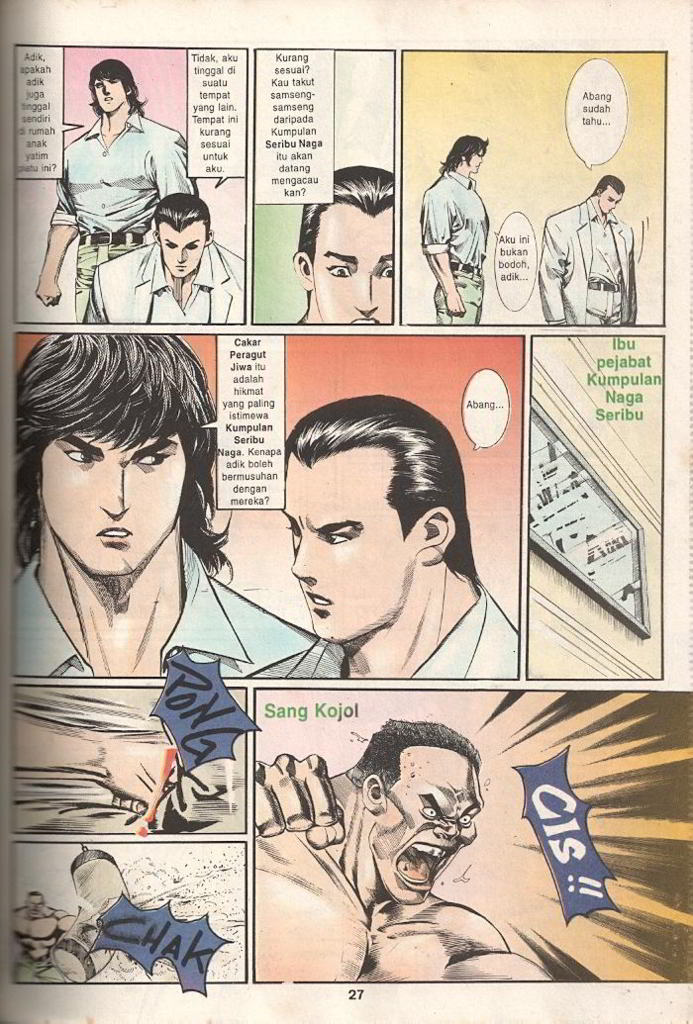 Adik,
apakah
adik
juga
tinggal
sendiri
di rumah
anak
yatim
piatu ini?
Tidak, aku
tinggal di
suatu
tempat
yang lain.
Tempat ini
kurang
sesuai
untuk
aku.
Kurang
sesuai?
Kau takut
samseng-
samseng
daripada
Kumpulan
Seribu Naga
itu akan
datang
mengacau
kan?
Abang
sudah
tahu...
Aku ini
bukan
bodoh,
adik...
Cakar
Peragut
Jiwa itu
adalah
hikmat
yang paling
istimewa
Kumpulan
Seribu
Naga. Kenapa
adik boleh
bermusuhan
dengan
mereka?
Abang...
Ibu
pejabat
Kumpulan
Naga
Seribu
PONG
!
CHAK
Sang Kojol
CIS!!
27